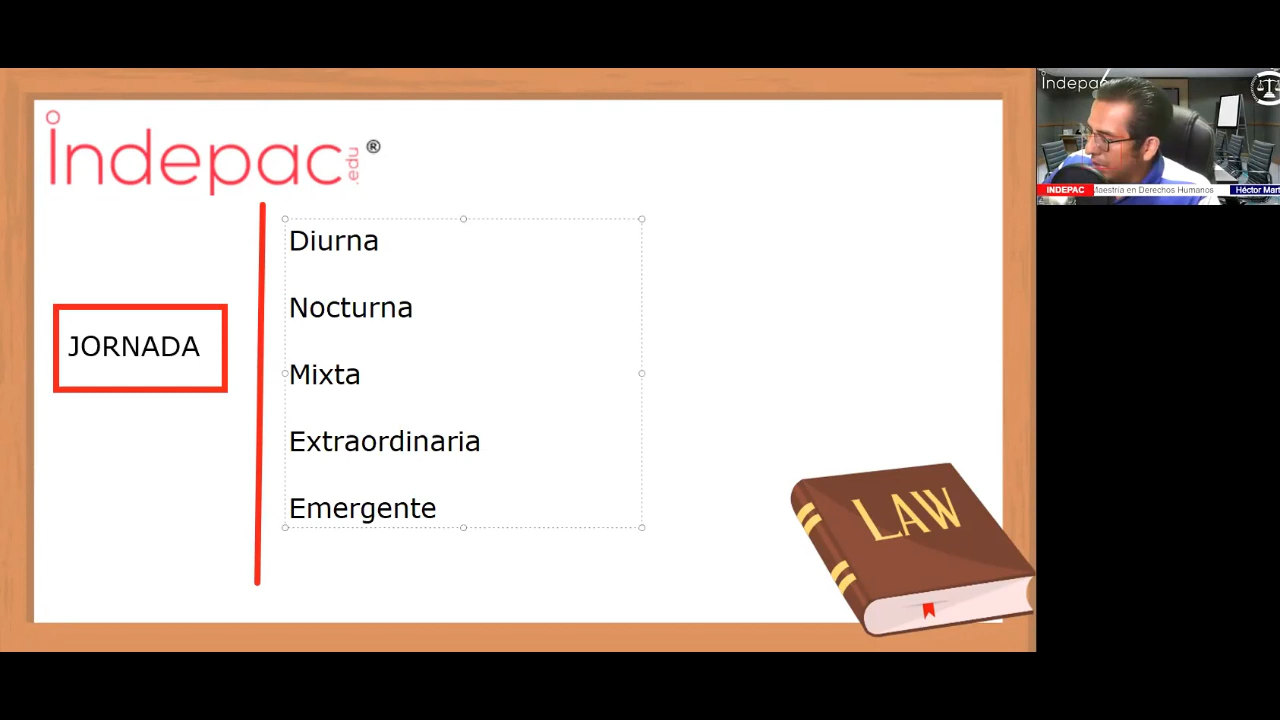 Indepac
.edu
®
JORNADA
Diurna
Nocturna
Mixta
Extraordinaria
Emergente
LAW
Indepac
INDEPAC
Maestría en Derechos Humanos
Héctor Mart